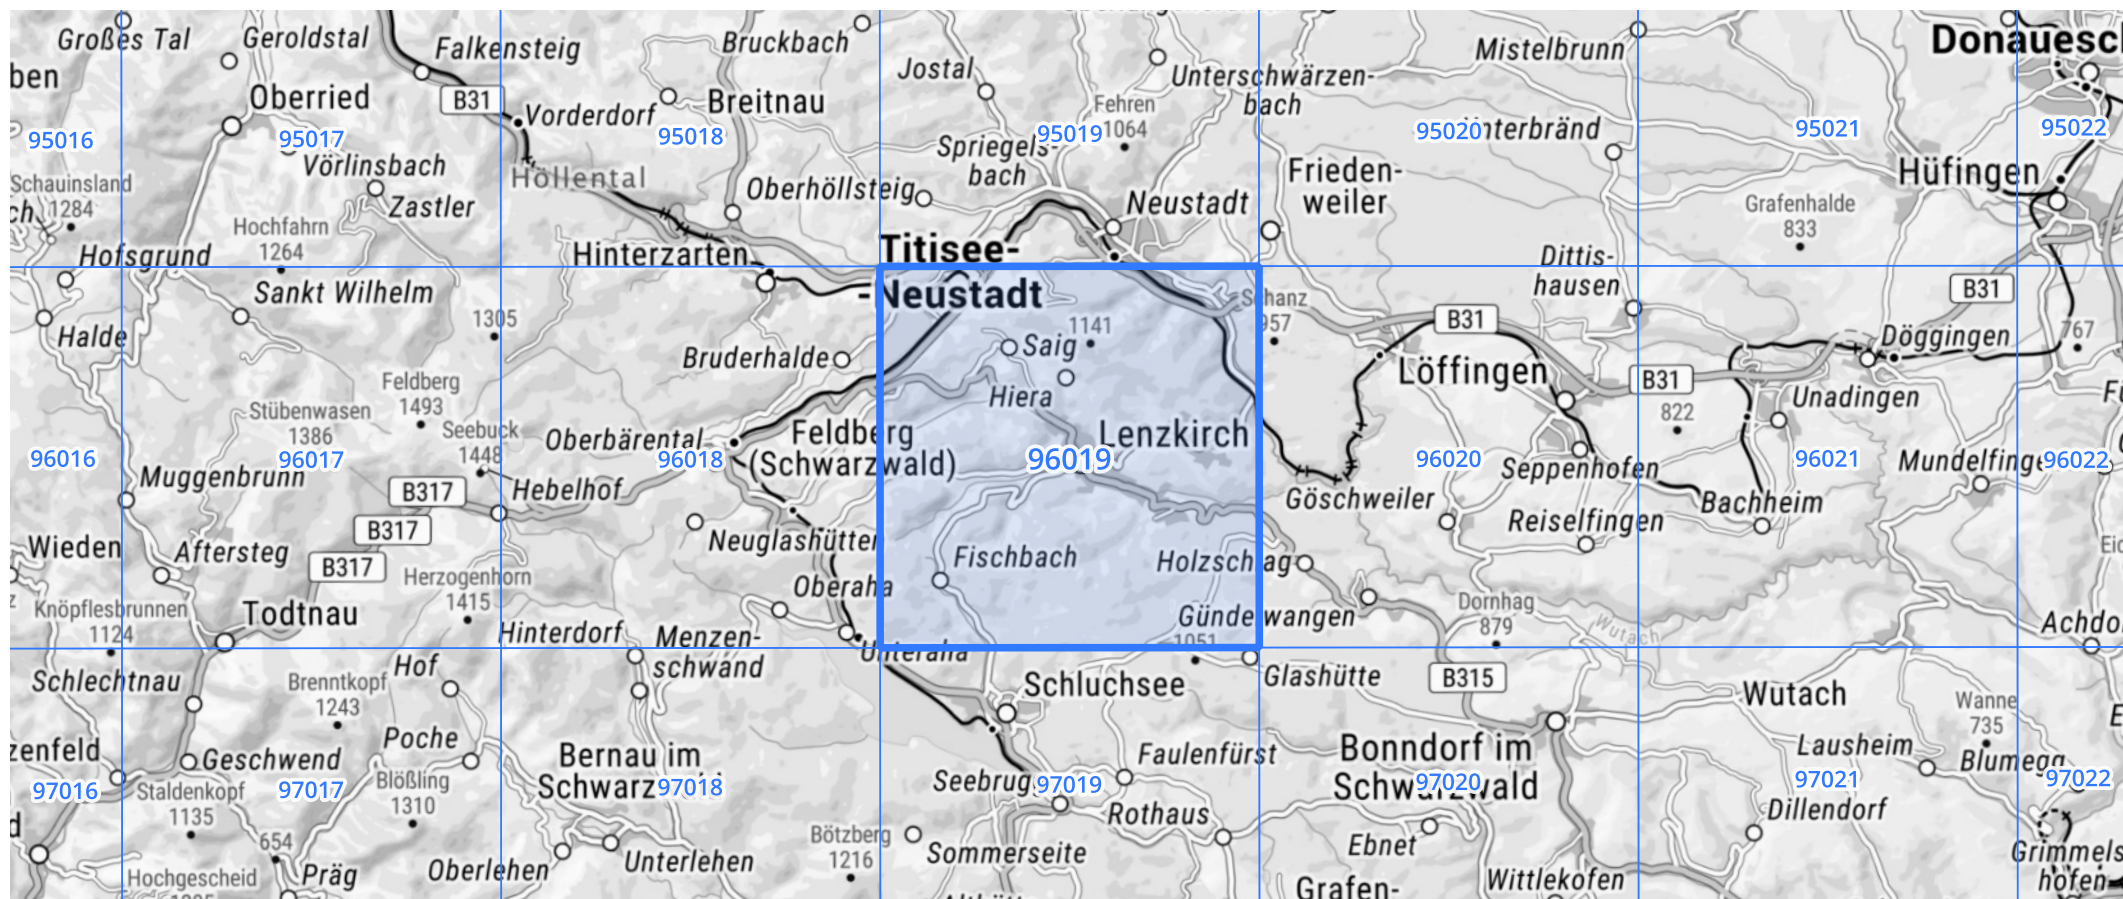 Großes Tal
Geroldstal
Falkensteig
Bruckbach
Jostal
Unterschwärzen-
bach
Mistelbrunn
Donauesc
ben
Oberried
B31
Vorderdorf
Breitnau
Fehren
1064
95016
95017
95018
95019
95020
95021
95022
Vörlinsbach
Höllental
Spriegels-
bach
Hüfingen
Schauinsland
1284
Zastler
Oberhöllsteig
Neustadt
Frieden-
weiler
Grafenhalde
833
Hochfahrn
1264
Hofsgrund
Hinterzarten
Titisee-
-Neustadt
Dittis-
hausen
B31
Sankt Wilhelm
Halde
1305
Bruderhalde
Saig
1141
957
B31
Löffingen
Döggingen
767
Feldberg
1493
Hiera
B31
Unadingen
822
Stübenwasen
1386
Seebuck
1448
Oberbärental
Feldberg
(Schwarzwald)
Lenzkirch
96016
96017
96018
96019
96020
96021
96022
Muggenbrunn
B317
Hebelhof
Göschweiler
Seppenhofen
Bachheim
B317
Neuglashütten
Reiselfingen
Wieden
Aftersteg
B317
Herzogenhorn
1415
Fischbach
Holzschlag
Oberaha
Knöpflesbrunnen
1124
Todtnau
Hinterdorf
Menzen-
schwand
Unteraha
1051
Dornhag
879
Wutach
Schlechtnau
Hof
Brenntkopf
1243
Schluchsee
Glashütte
B315
Wutach
Wanne
735
zenfeld
Geschwend
Poche
Bernau im
Faulenfürst
Bonndorf im
Schwarzwald
Lausheim
Blumegg
97016
97017
97018
97019
97020
97021
97022
Staldenkopf
1135
Blößling
1310
Rothaus
Dillendorf
654
Präg
Oberlehen
Unterlehen
Bötzberg
1216
Sommerseite
Ebnet
Grafen-
Wittlekofen
Grimmels
hofen
Hochgescheid